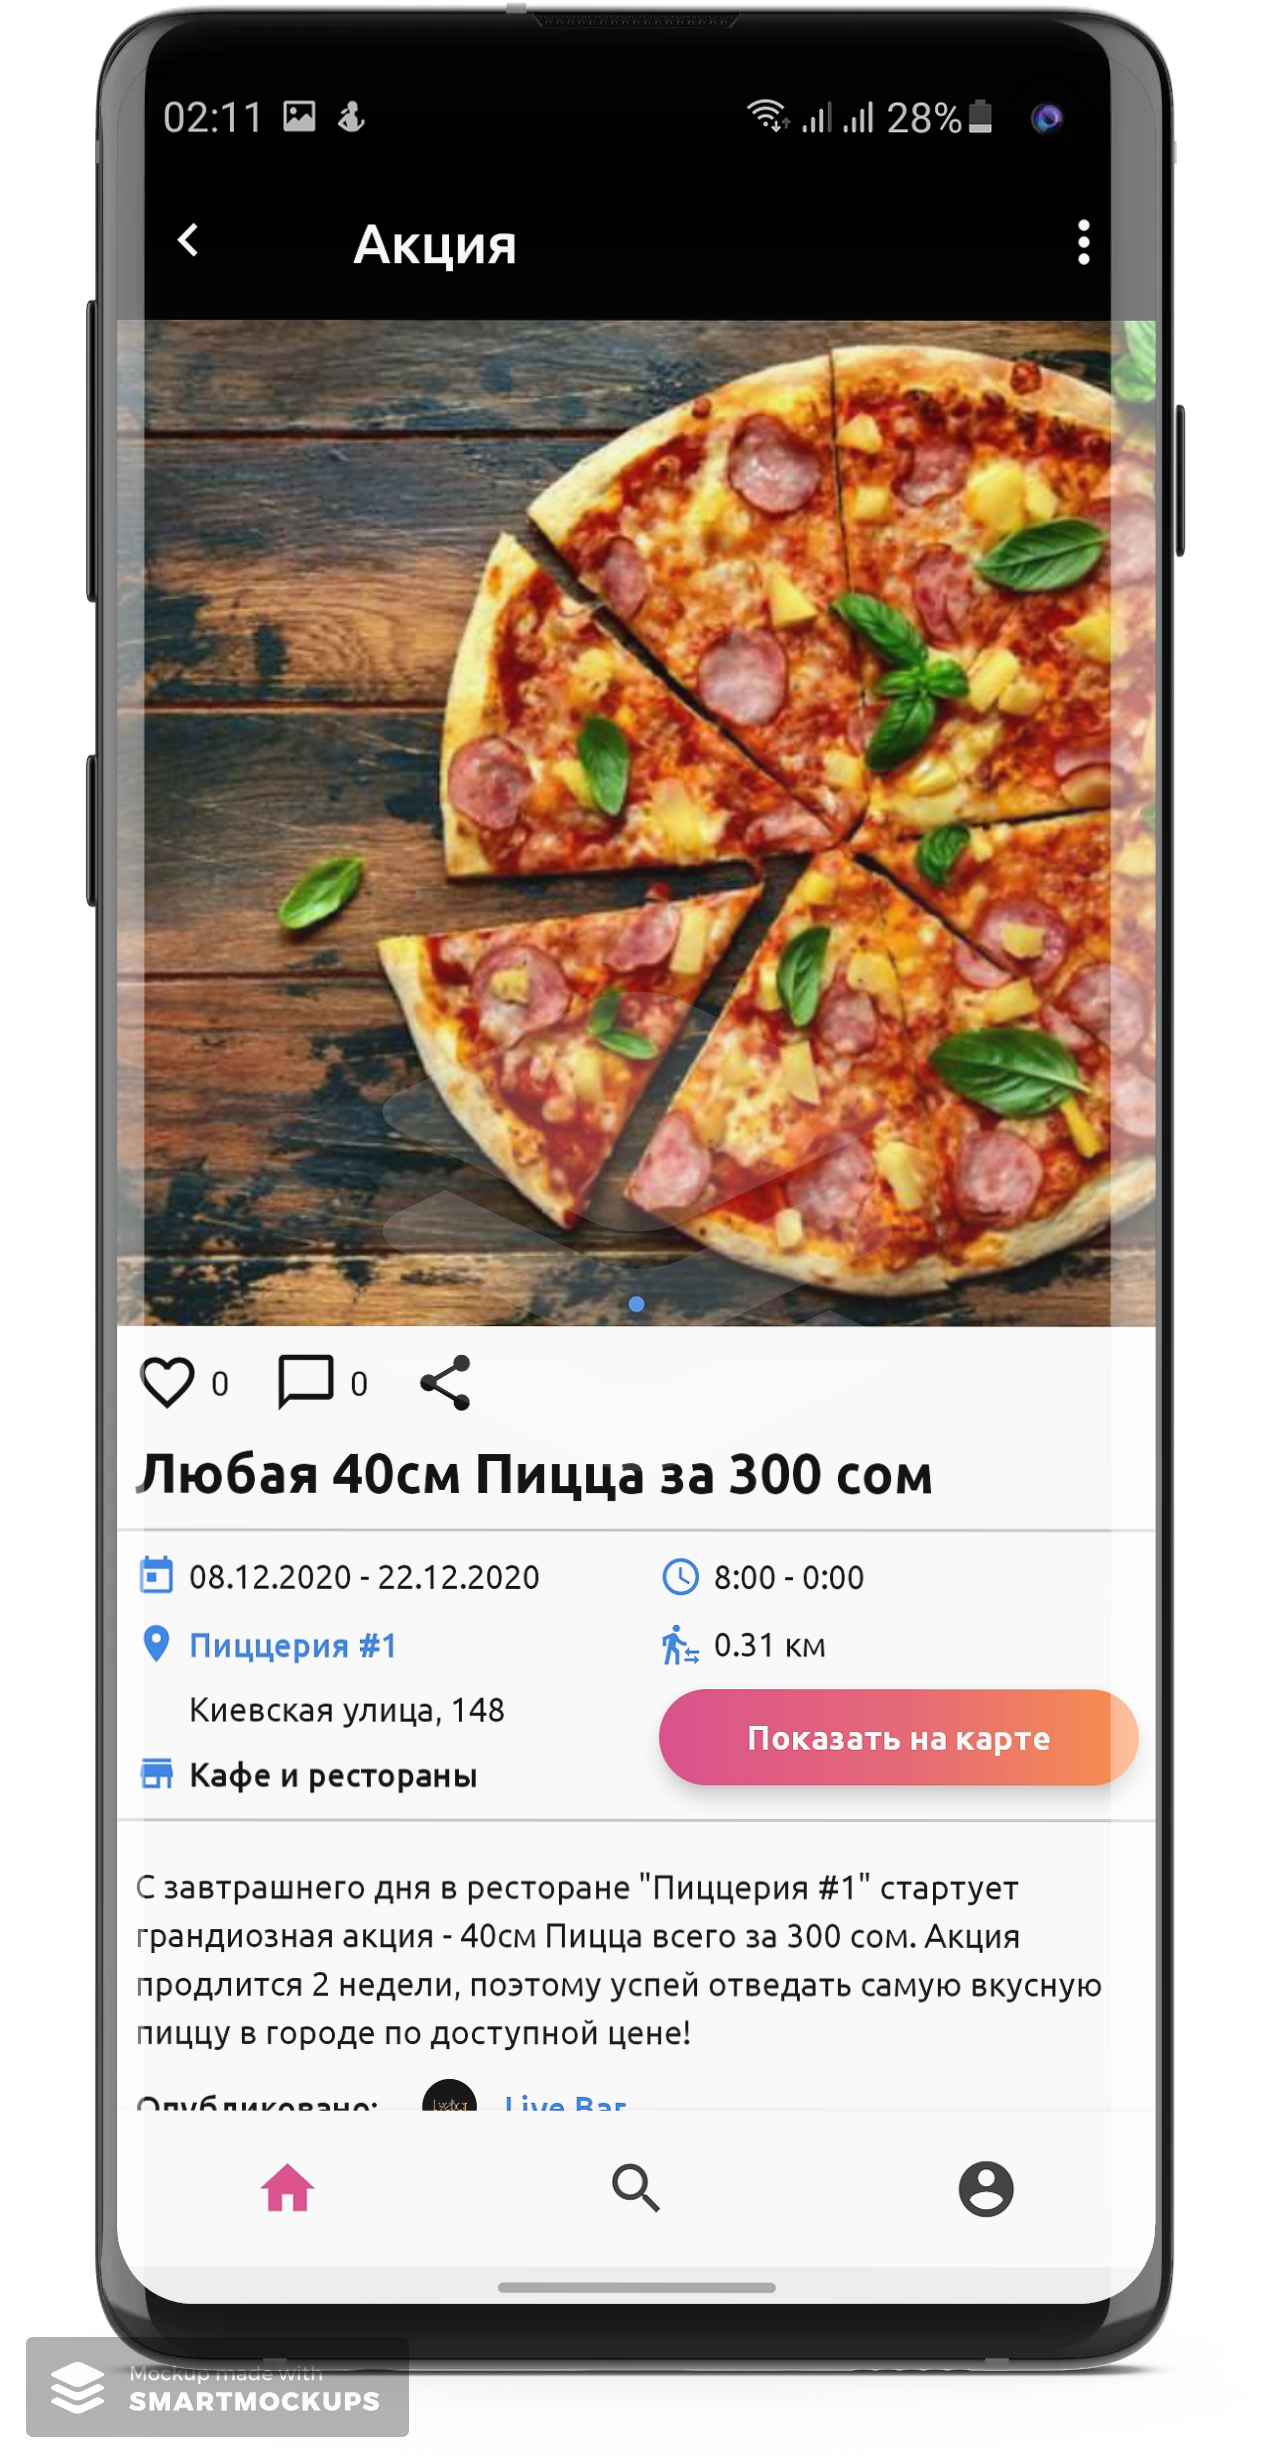 02:11 28%
Акция
0 0
Любая 40см Пицца за 300 сом
08.12.2020 - 22.12.2020 8:00 - 0:00
Пиццерия #1 0.31 км
Киевская улица, 148
Показать на карте
Кафе и рестораны
С завтрашнего дня в ресторане "Пиццерия #1" стартует
грандиозная акция - 40см Пицца всего за 300 сом. Акция
продлится 2 недели, поэтому успей отведать самую вкусную
пиццу в городе по доступной цене!
Опубликовано: Live Bar
Mockup made with
SMARTMOCKUPS